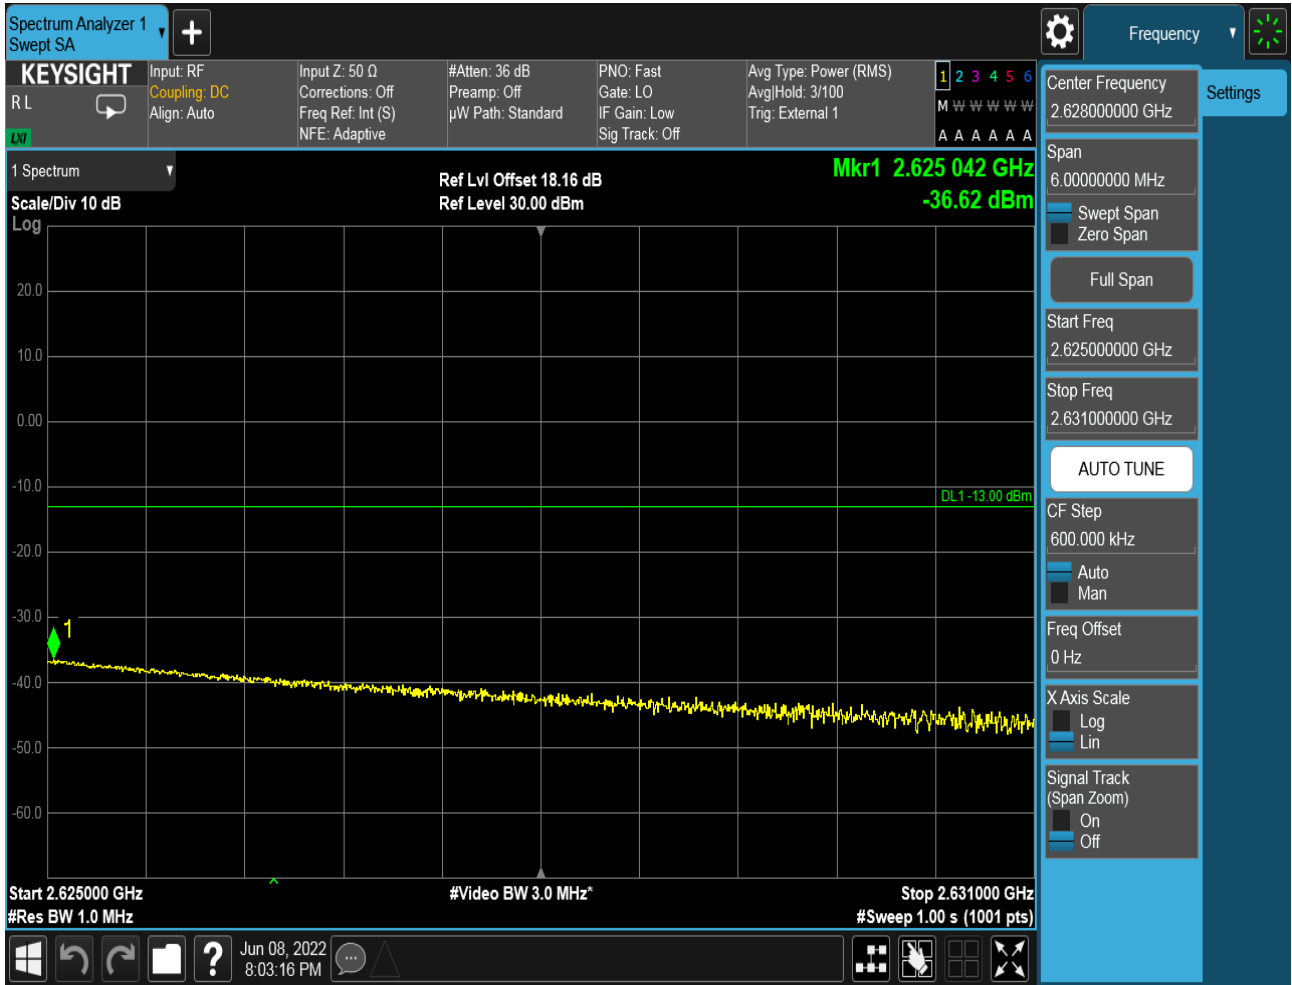 Spectrum Analyzer 1
Swept SA
Frequency
KEYSIGHT
R L
LXI
Input: RF
Coupling: DC
Align: Auto
Input Z: 50 Ω
Corrections: Off
Freq Ref: Int (S)
NFE: Adaptive
#Atten: 36 dB
Preamp: Off
µW Path: Standard
PNO: Fast
Gate: LO
IF Gain: Low
Sig Track: Off
Avg Type: Power (RMS)
Avg|Hold: 3/100
Trig: External 1
1 2 3 4 5 6
M W W W W W
A A A A A A
1 Spectrum
Scale/Div 10 dB
Log
Ref Lvl Offset 18.16 dB
Ref Level 30.00 dBm
Mkr1 2.625 042 GHz
-36.62 dBm
20.0
10.0
0.00
-10.0
DL1 -13.00 dBm
-20.0
-30.0
1
-40.0
-50.0
-60.0
Start 2.625000 GHz
#Res BW 1.0 MHz
#Video BW 3.0 MHz*
Stop 2.631000 GHz
#Sweep 1.00 s (1001 pts)
Center Frequency
2.628000000 GHz
Settings
Span
6.00000000 MHz
Swept Span
Zero Span
Full Span
Start Freq
2.625000000 GHz
Stop Freq
2.631000000 GHz
AUTO TUNE
CF Step
600.000 kHz
Auto
Man
Freq Offset
0 Hz
X Axis Scale
Log
Lin
Signal Track
(Span Zoom)
On
Off
?
Jun 08, 2022
8:03:16 PM